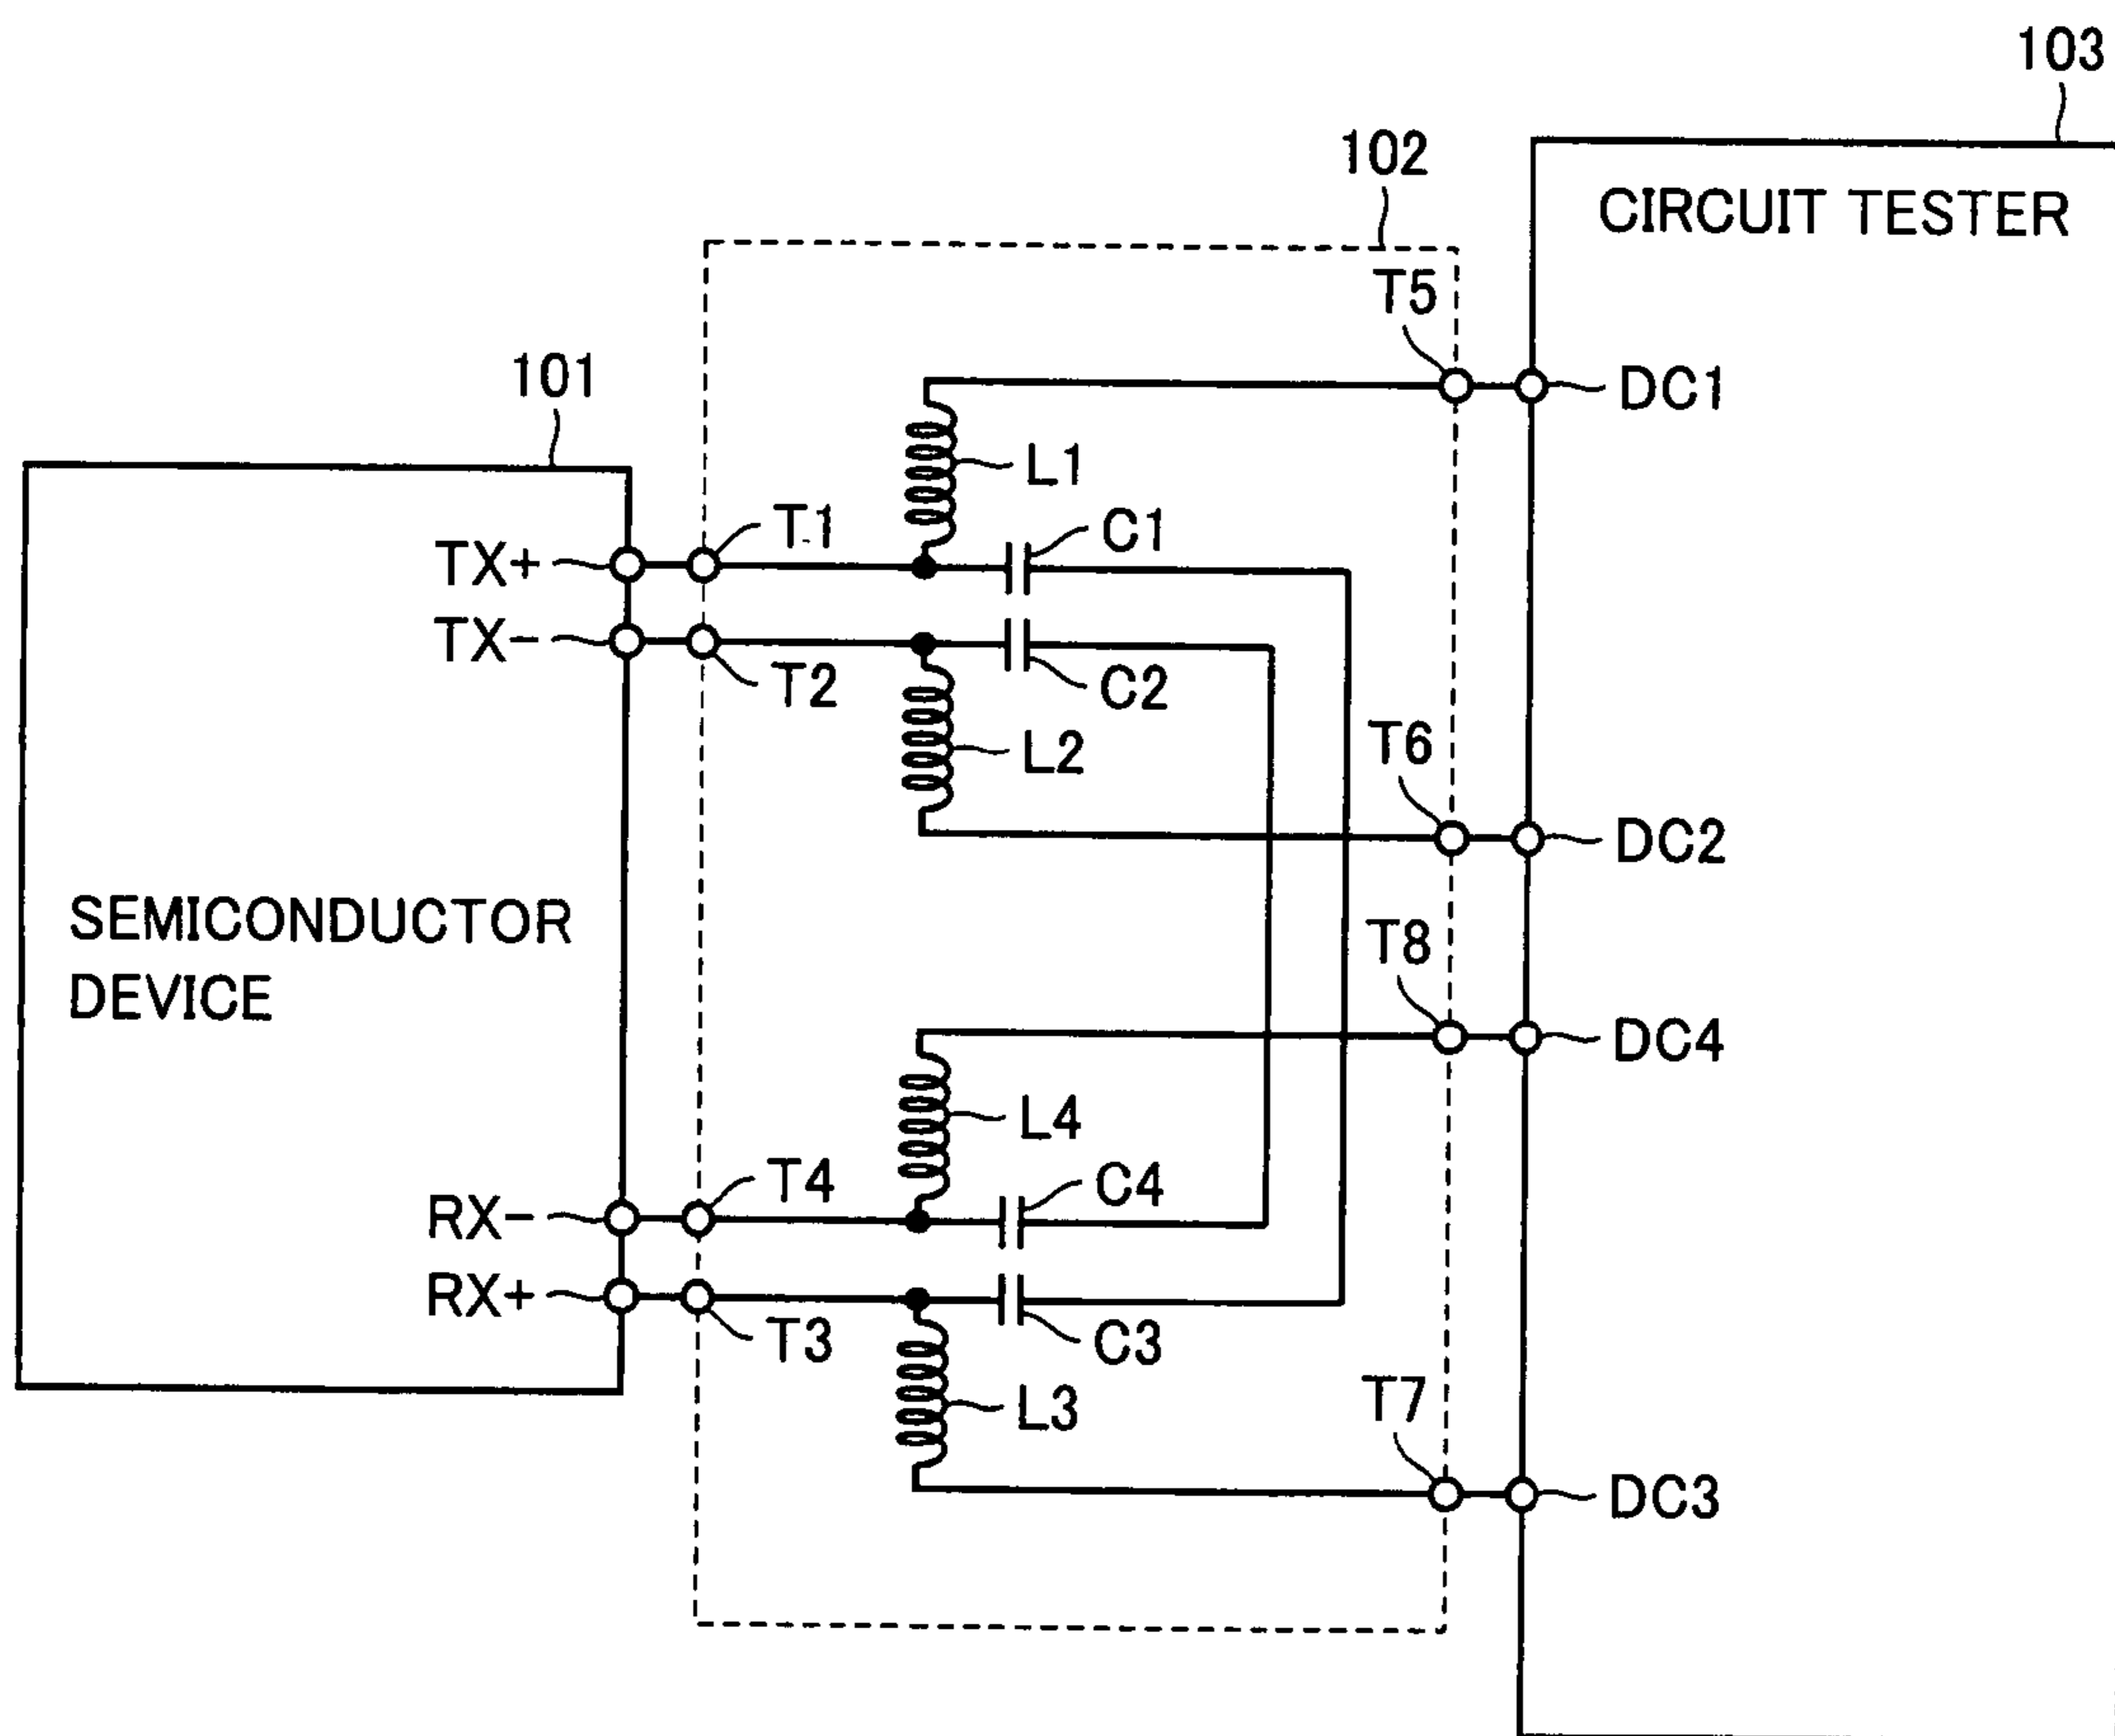 103
102
CIRCUIT TESTER
T5
101
DC1
L1
T1
C1
TX+
TX-
T2
C2
L2
T6
DC2
SEMICONDUCTOR
DEVICE
T8
DC4
L4
T4
C4
RX-
RX+
T3
C3
L3
T7
DC3